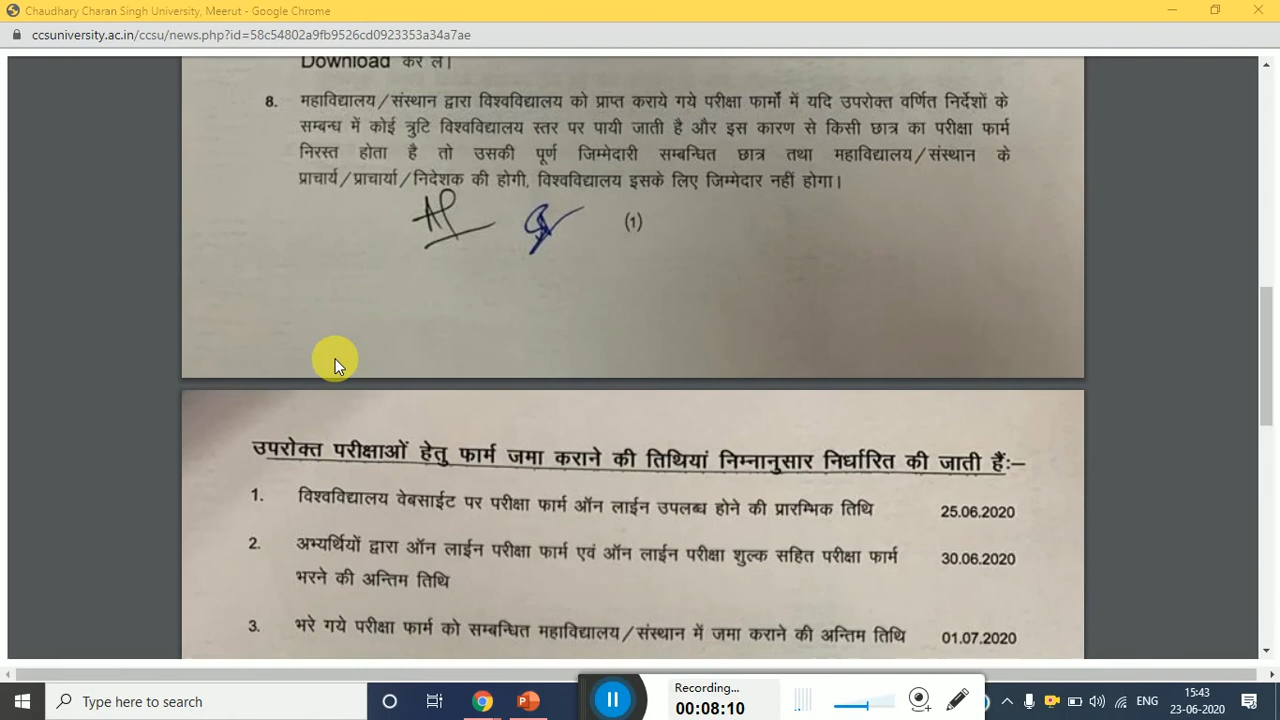 Chaudhary Charan Singh University, Meerut - Google Chrome
ccsuniversity.ac.in/ccsu/news.php?id=58c54802a9fb9526cd0923353a34a7ae
Download कर लें।
8. महाविद्यालय/संस्थान द्वारा विश्वविद्यालय को प्राप्त कराये गये परीक्षा फार्मों में यदि उपरोक्त वर्णित निर्देशों के
सम्बन्ध में कोई त्रुटि विश्वविद्यालय स्तर पर पायी जाती है और इस कारण से किसी छात्र का परीक्षा फार्म
निरस्त होता है तो उसकी पूर्ण जिम्मेदारी सम्बन्धित छात्र तथा महाविद्यालय/संस्थान के
प्राचार्य/प्राचार्या/निदेशक की होगी, विश्वविद्यालय इसके लिए जिम्मेदार नहीं होगा।
(1)
उपरोक्त परीक्षाओं हेतु फार्म जमा कराने की तिथियां निम्नानुसार निर्धारित की जाती हैंः–
1. विश्वविद्यालय वेबसाईट पर परीक्षा फार्म ऑन लाईन उपलब्ध होने की प्रारम्भिक तिथि 25.06.2020
2. अभ्यर्थियों द्वारा ऑन लाईन परीक्षा फार्म एवं ऑन लाईन परीक्षा शुल्क सहित परीक्षा फार्म 30.06.2020
भरने की अन्तिम तिथि
3. भरे गये परीक्षा फार्म को सम्बन्धित महाविद्यालय/संस्थान में जमा कराने की अन्तिम तिथि 01.07.2020
Type here to search
Recording...
00:08:10
ENG
15:43
23-06-2020